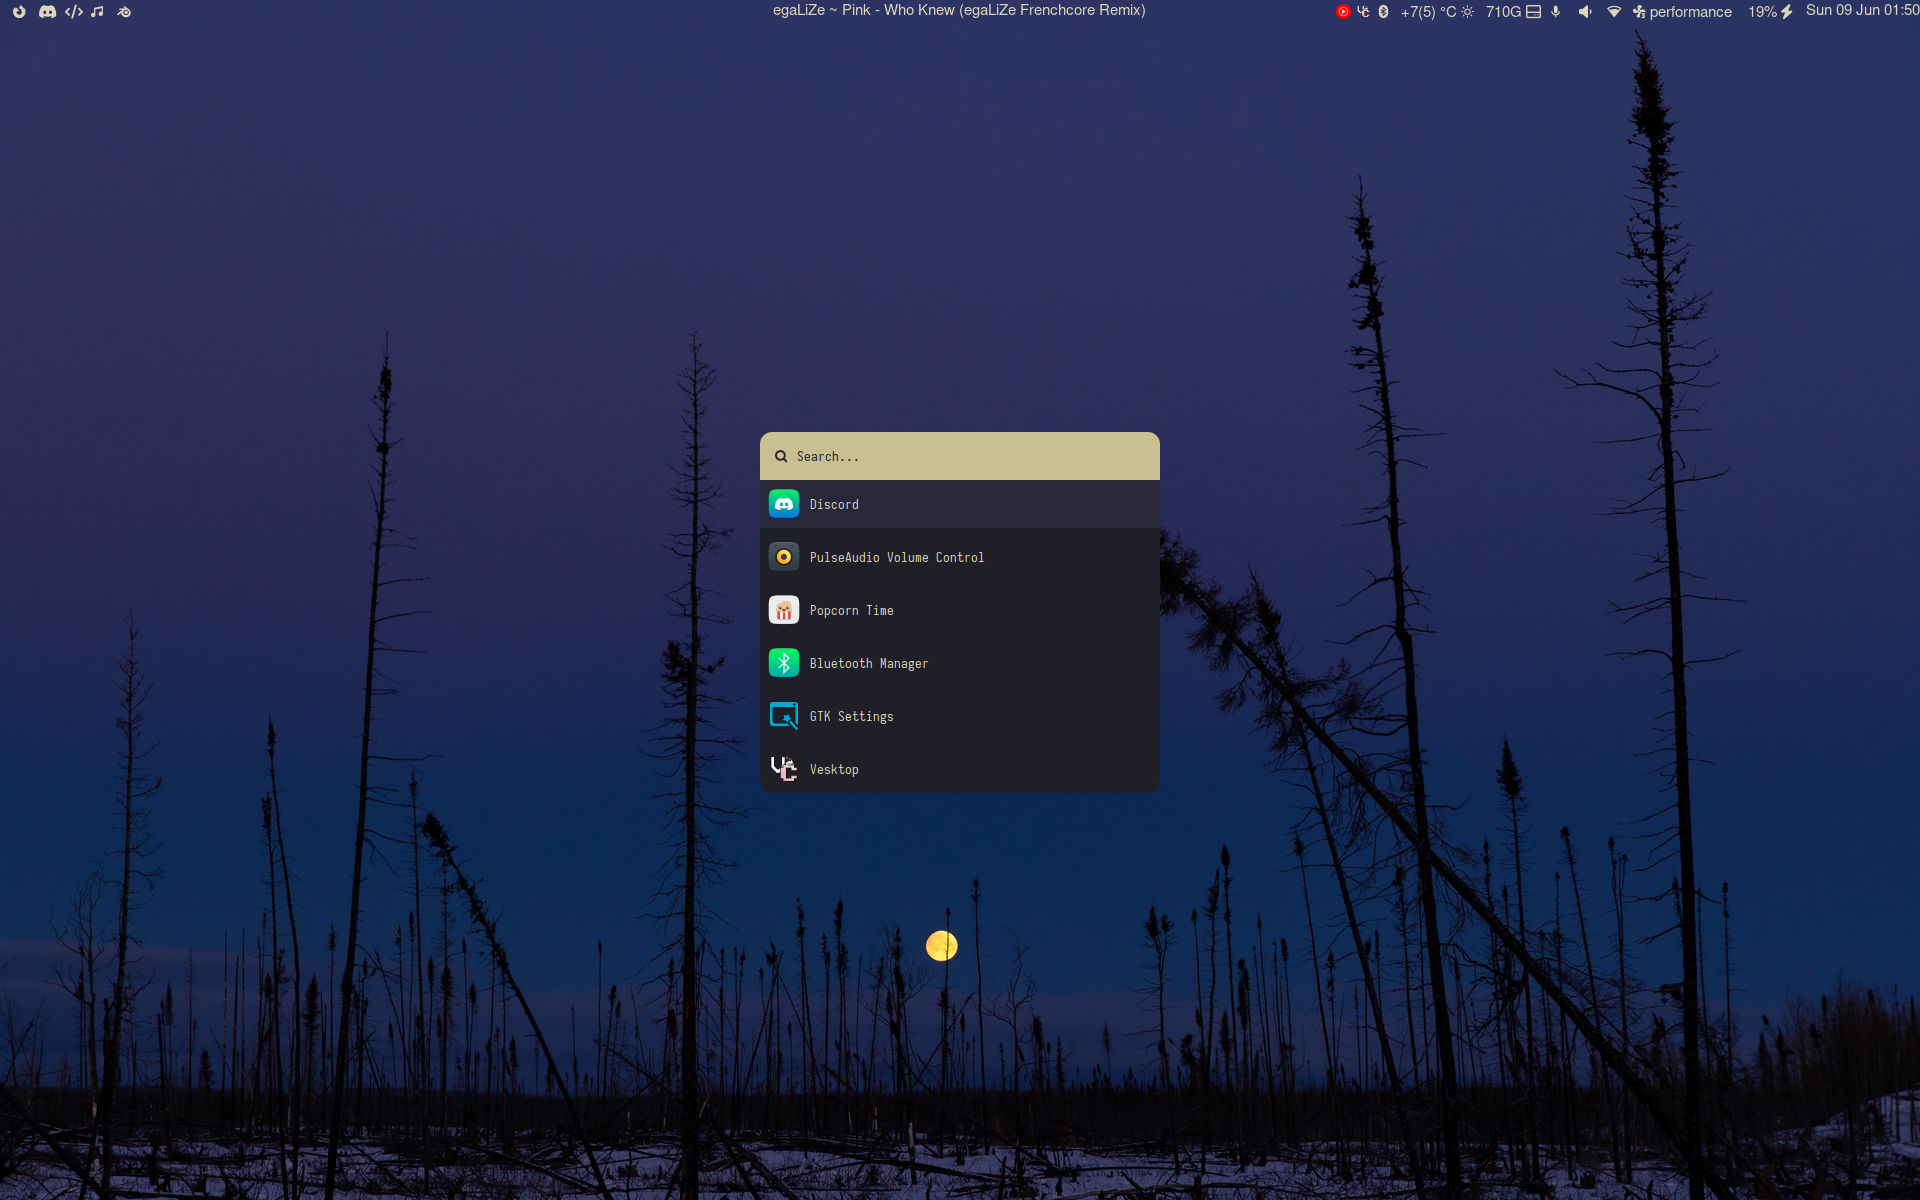 egaLiZe ~ Pink - Who Knew (egaLiZe Frenchcore Remix)
+7(5) °C 710G performance 19% Sun 09 Jun 01:50
Search...
Discord
PulseAudio Volume Control
Popcorn Time
Bluetooth Manager
GTK Settings
Vesktop